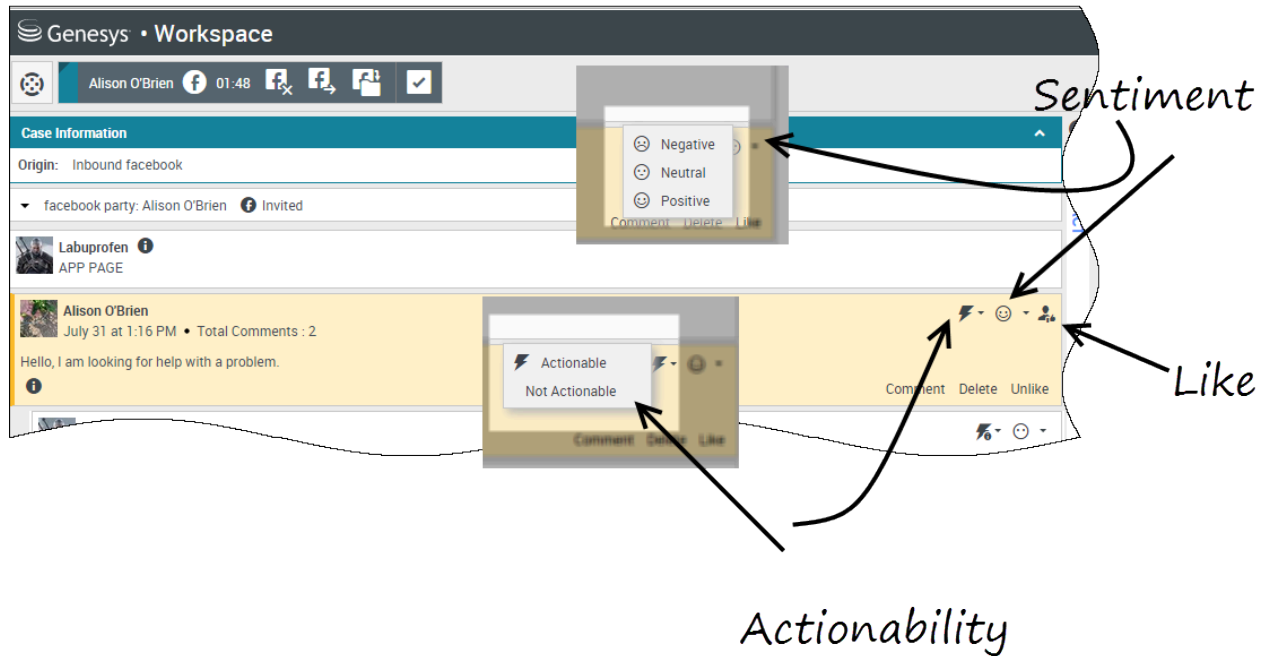 Genesys • Workspace
Alison O'Brien 01:48
Sentiment
Case Information
Origin: Inbound facebook
Negative
Neutral
Positive
Comment Delete Like
facebook party: Alison O'Brien Invited
Labuprofen
APP PAGE
Alison O'Brien
July 31 at 1:16 PM • Total Comments : 2
Hello, I am looking for help with a problem.
Actionable
Not Actionable
Comment Delete Like
Comment Delete Unlike
Like
Actionability